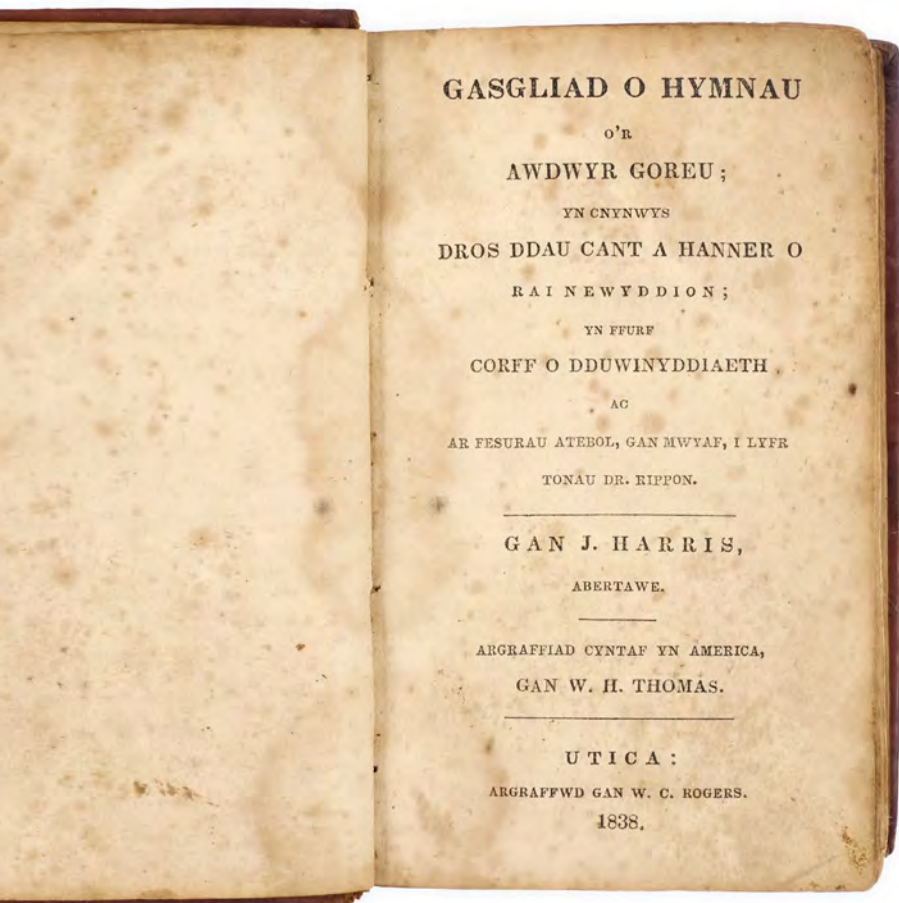 GASGLIAD O HYMNAU
O'R
AWDWYR GOREU;
YN CNYNWYS
DROS DDAU CANT A HANNER O
RAI NEWYDDION;
YN FFURF
CORFF O DDUWINYDDIAETH
AC
AR FESURAU ATEBOL, GAN MWYAF, I LYFR
TONAU DR. RIPPON.
GAN J. HARRIS,
ABERTAWE.
ARGRAFFIAD CYNTAF YN AMERICA,
GAN W. H. THOMAS.
UTICA:
ARGRAFFWD GAN W. C. ROGERS.
1838.